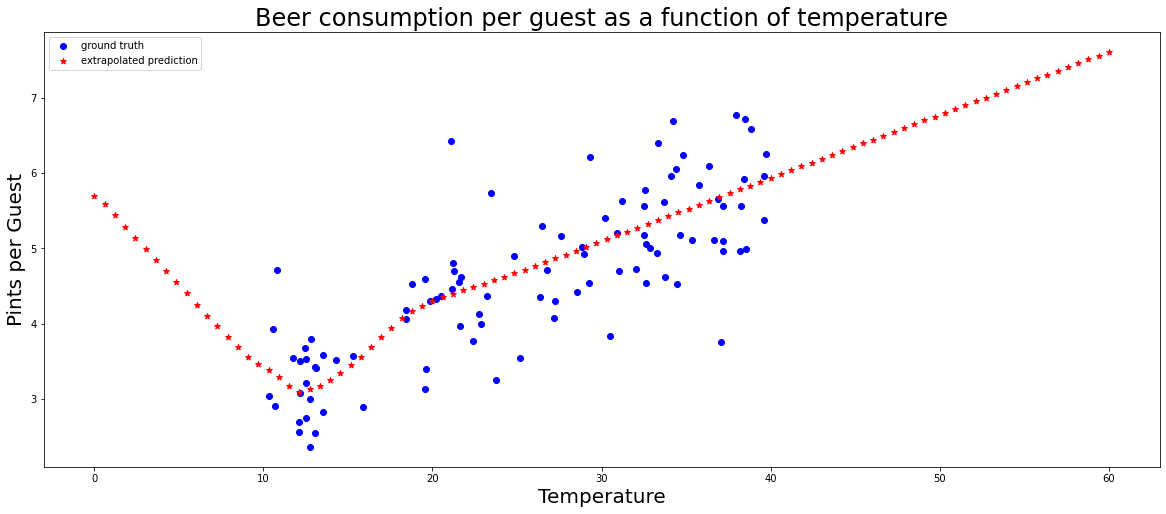 Beer consumption per guest as a function of temperature
ground truth
extrapolated prediction
Pints per Guest
7
6
5
4
3
0 10 20 30 40 50 60
Temperature